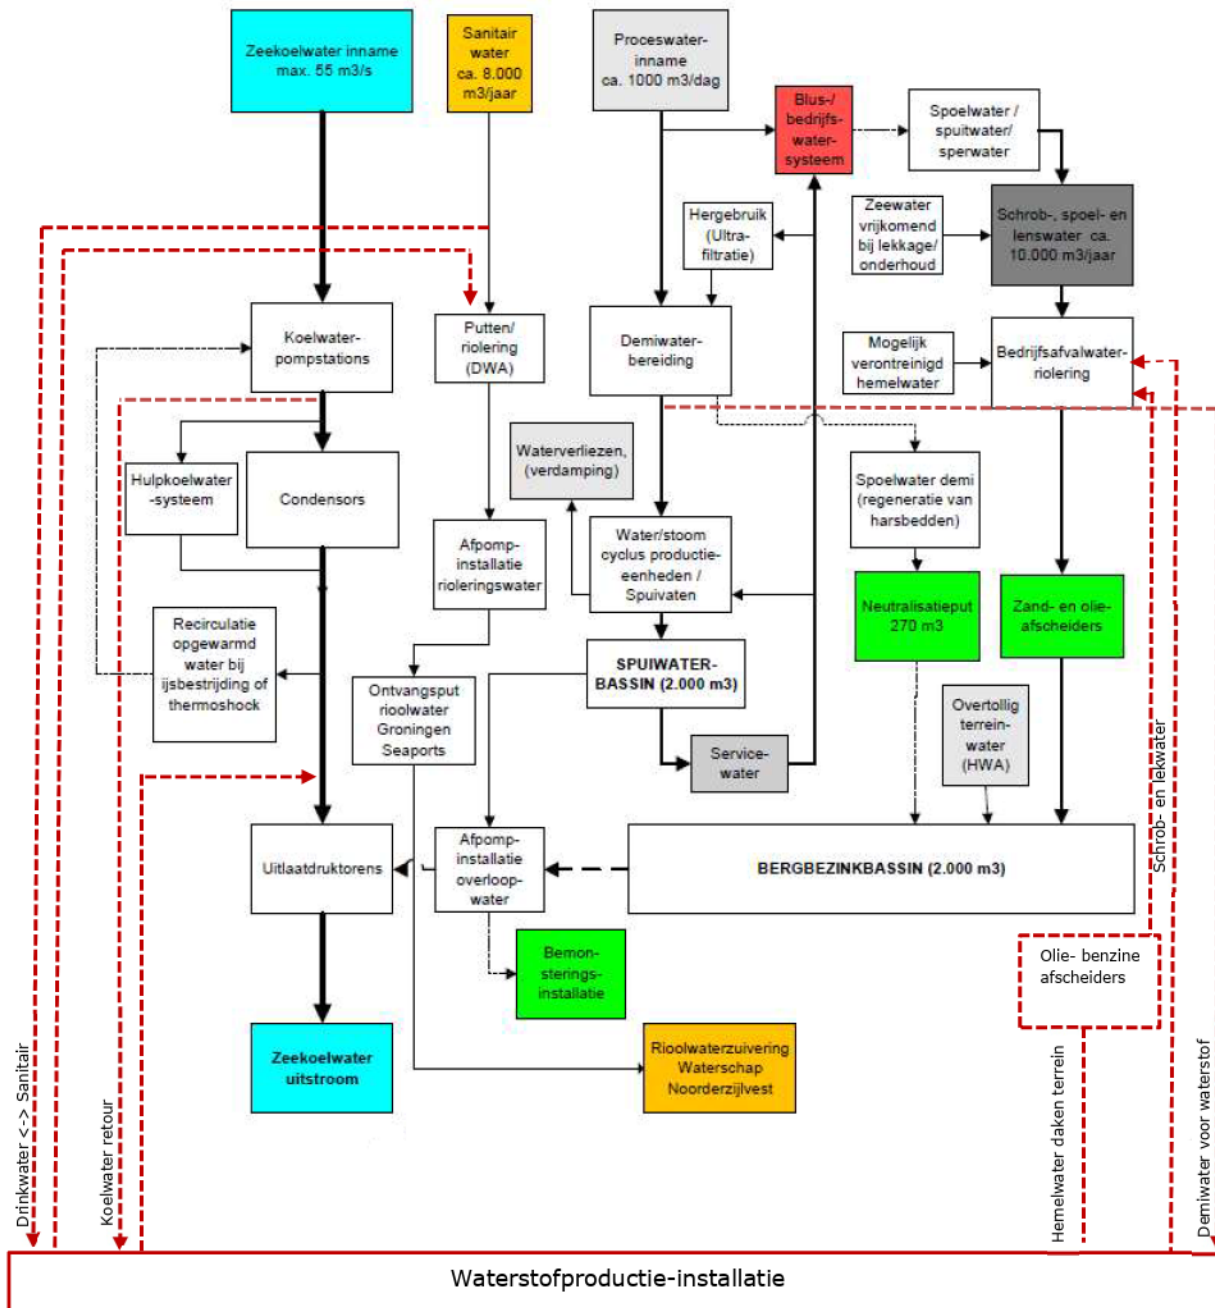 Zeekoelwater inname
max. 55 m3/s
Sanitair
water
ca. 8.000
m3/jaar
Proceswater-
inname
ca. 1000 m3/dag
Blus-/
bedrijfs-
water-
systeem
Spoelwater /
spuitwater/
sperwater
Hergebruik
(Ultra-
filtratie)
Zeewater
vrijkomend
bij lekkage/
onderhoud
Schrob-, spoel- en
lenswater ca.
10.000 m3/jaar
Koelwater-
pompstations
Putten/
riolering
(DWA)
Demiwater-
bereiding
Mogelijk
verontreinigd
hemelwater
Bedrijfsafvalwater-
riolering
Hulpkoelwater
-systeem
Condensors
Waterverliezen,
(verdamping)
Spoelwater demi
(regeneratie van
harsbedden)
Afpomp-
installatie
rioleringswater
Water/stoom
cyclus productie-
eenheden /
Spuivaten
Neutralisatieput
270 m3
Zand- en olie-
afscheiders
Recirculatie
opgewarmd
water bij
ijsbestrijding of
thermoshock
Ontvangsput
rioolwater
Groningen
Seaports
SPUIWATER-
BASSIN (2.000 m3)
Service-
water
Overtollig
terrein-
water
(HWA)
Schrob- en lekwater
Uitlaatdruktorens
Afpomp-
installatie
overloop-
water
BERGBEZINKBASSIN (2.000 m3)
Bemon-
sterings-
installatie
Olie- benzine
afscheiders
Zeekoelwater
uitstroom
Rioolwaterzuivering
Waterschap
Noorderzijlvest
Drinkwater <-> Sanitair
Koelwater retour
Hemelwater daken terrein
Demiwater voor waterstof
Waterstofproductie-installatie